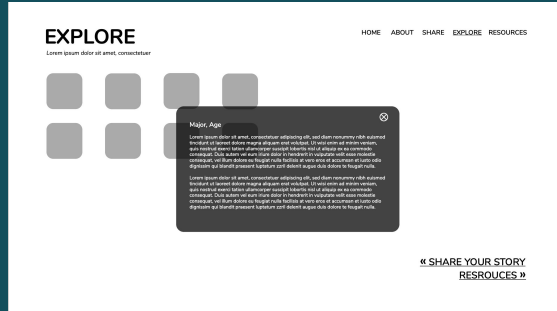 EXPLORE
Lorem ipsum dolor sit amet, consectetuer
HOME ABOUT SHARE EXPLORE RESOURCES
Major, Age
Lorem ipsum dolor sit amet, consectetuer adipiscing elit, sed diam nonummy nibh euismod
tincidunt ut laoreet dolore magna aliquam erat volutpat. Ut wisi enim ad minim veniam,
quis nostrud exerci tation ullamcorper suscipit lobortis nisl ut aliquip ex ea commodo
consequat. Duis autem vel eum iriure dolor in hendrerit in vulputate velit esse molestie
consequat, vel illum dolore eu feugiat nulla facilisis at vero eros et accumsan et iusto odio
dignissim qui blandit praesent luptatum zzril delenit augue duis dolore te feugait nulla.
Lorem ipsum dolor sit amet, consectetuer adipiscing elit, sed diam nonummy nibh euismod
tincidunt ut laoreet dolore magna aliquam erat volutpat. Ut wisi enim ad minim veniam,
quis nostrud exerci tation ullamcorper suscipit lobortis nisl ut aliquip ex ea commodo
consequat. Duis autem vel eum iriure dolor in hendrerit in vulputate velit esse molestie
consequat, vel illum dolore eu feugiat nulla facilisis at vero eros et accumsan et iusto odio
dignissim qui blandit praesent luptatum zzril delenit augue duis dolore te feugait nulla.
« SHARE YOUR STORY
RESROUCES »